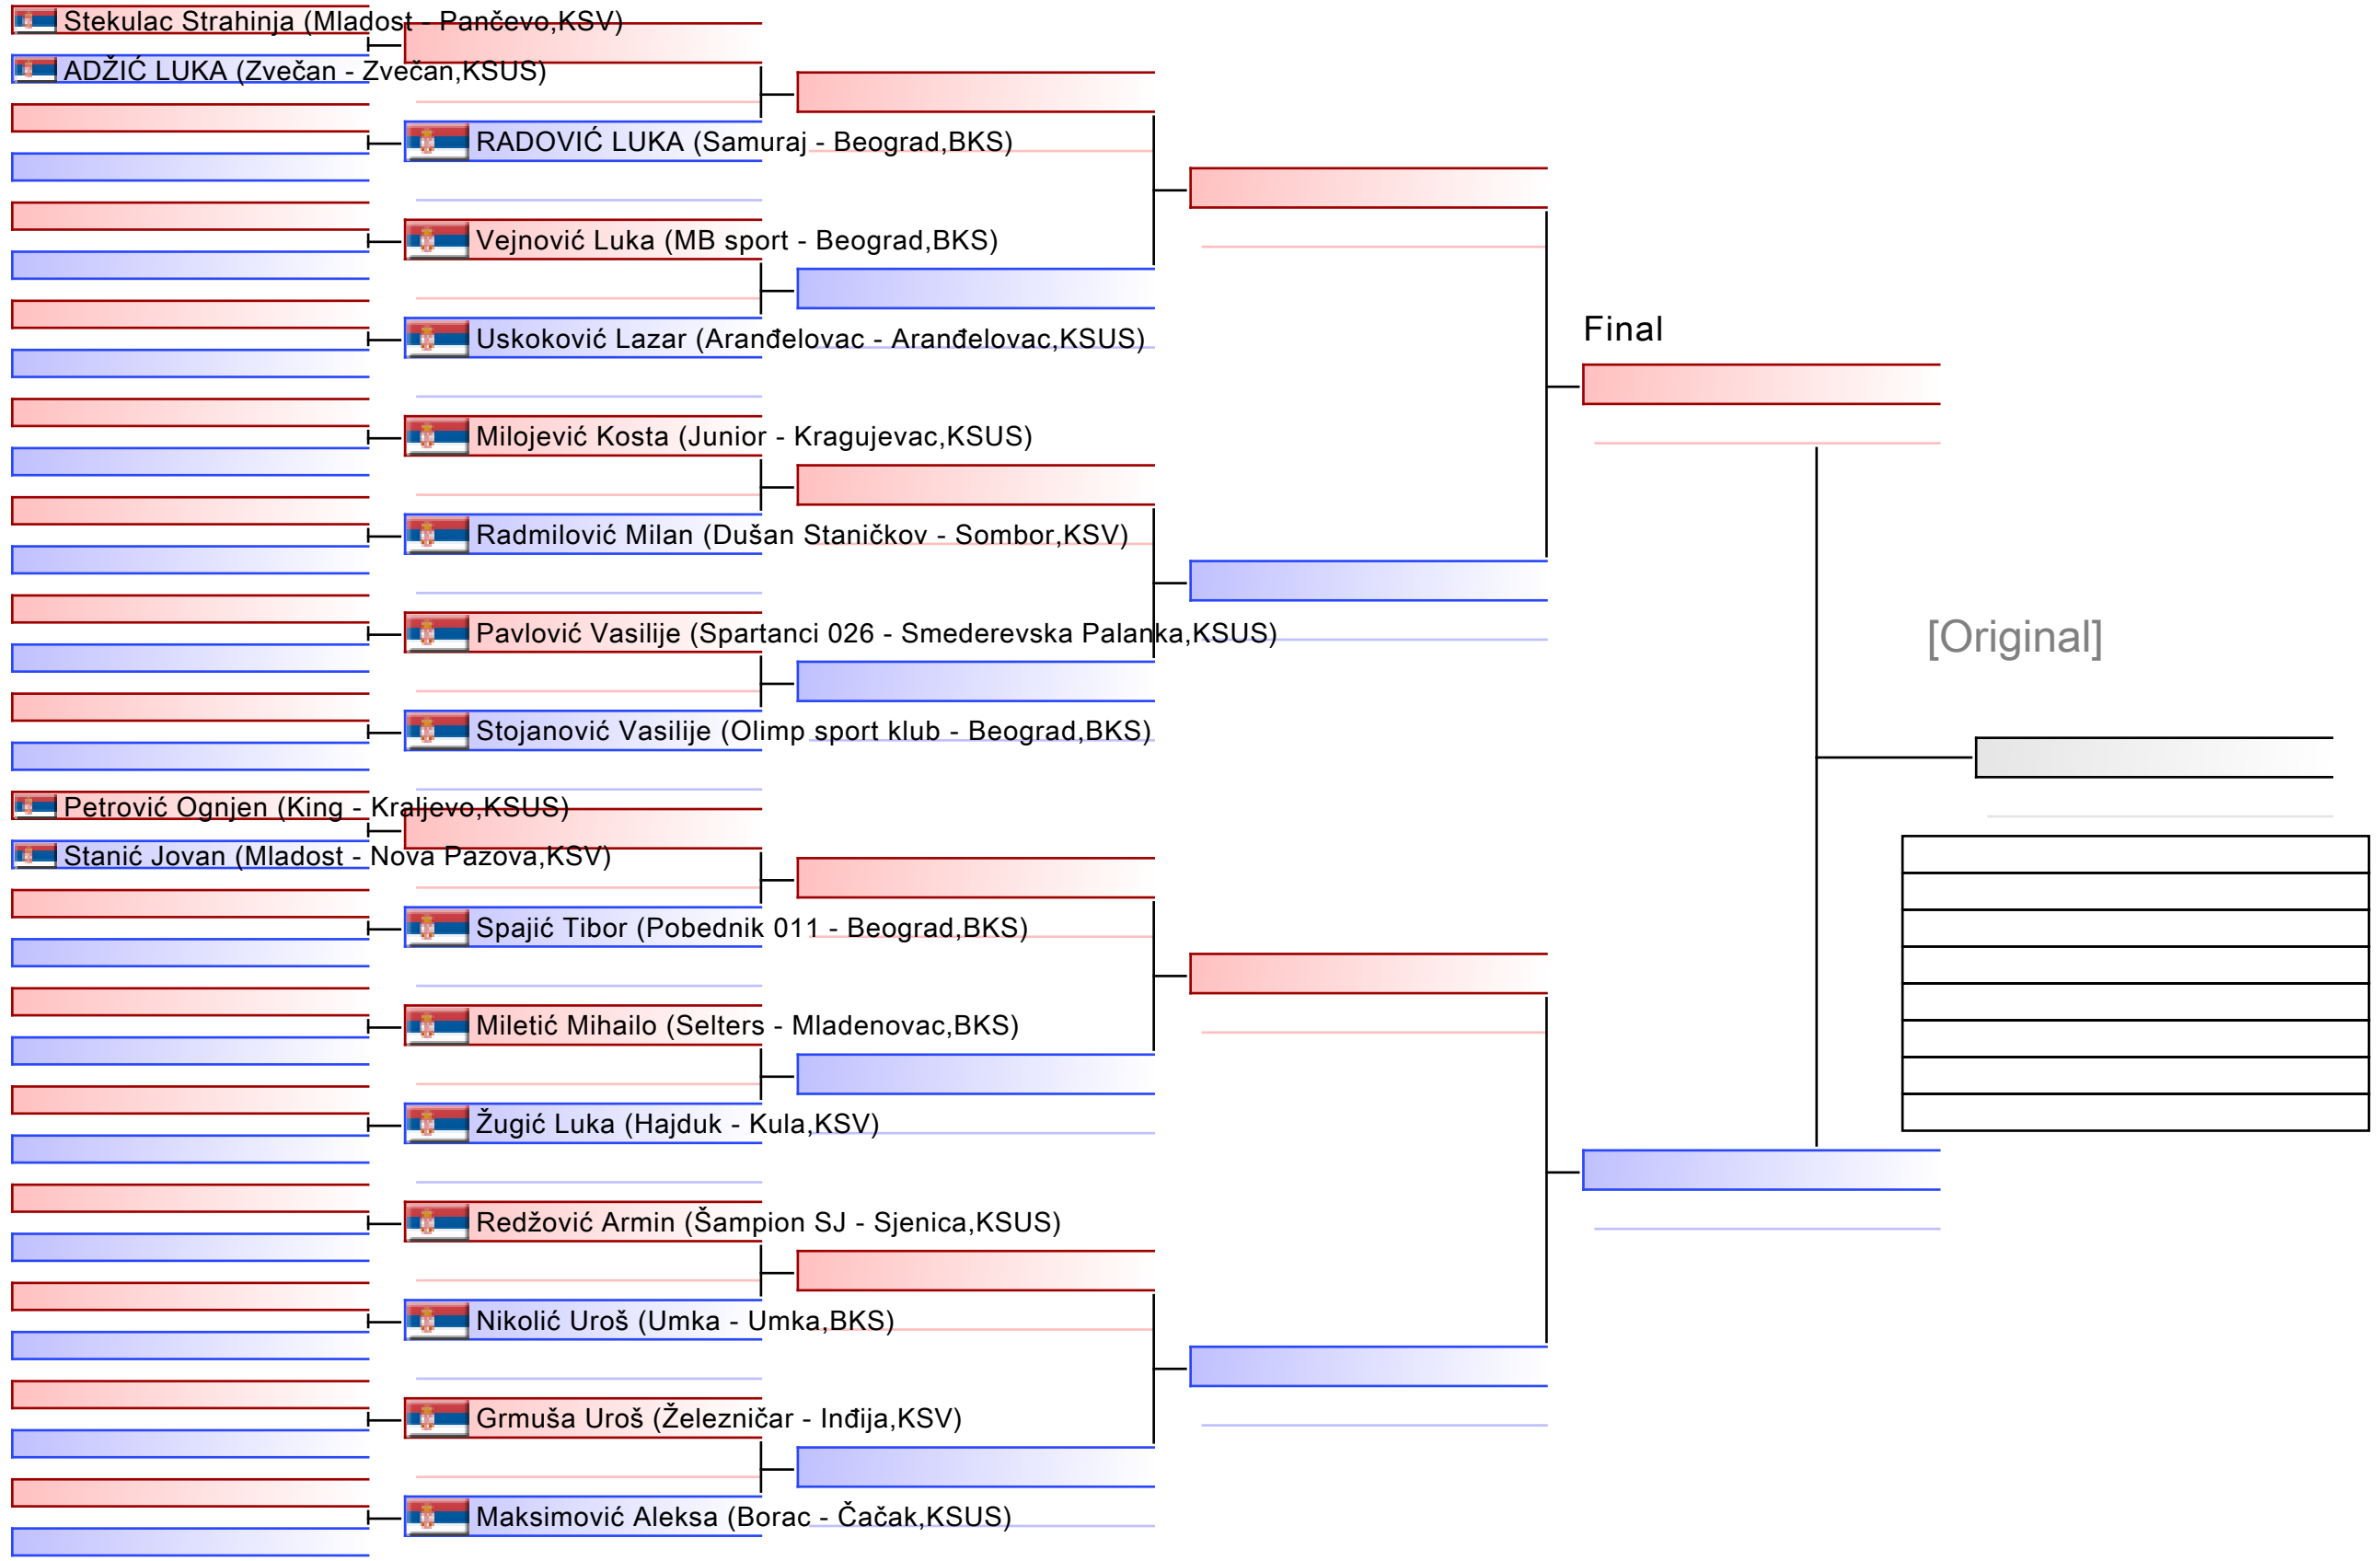 Stekulac Strahinja (Mladost - Pančevo,KSV)
ADŽIĆ LUKA (Zvečan - Zvečan,KSUS)
RADOVIĆ LUKA (Samuraj - Beograd,BKS)
Vejnović Luka (MB sport - Beograd,BKS)
Uskoković Lazar (Aranđelovac - Aranđelovac,KSUS)
Final
Milojević Kosta (Junior - Kragujevac,KSUS)
Radmilović Milan (Dušan Staničkov - Sombor,KSV)
Pavlović Vasilije (Spartanci 026 - Smederevska Palanka,KSUS)
[Original]
Stojanović Vasilije (Olimp sport klub - Beograd,BKS)
Petrović Ognjen (King - Kraljevo,KSUS)
Stanić Jovan (Mladost - Nova Pazova,KSV)
Spajić Tibor (Pobednik 011 - Beograd,BKS)
Miletić Mihailo (Selters - Mladenovac,BKS)
Žugić Luka (Hajduk - Kula,KSV)
Redžović Armin (Šampion SJ - Sjenica,KSUS)
Nikolić Uroš (Umka - Umka,BKS)
Grmuša Uroš (Železničar - Inđija,KSV)
Maksimović Aleksa (Borac - Čačak,KSUS)